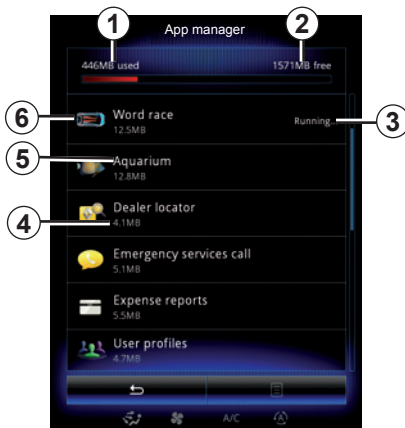 App manager
1 2
446MB used 1571MB free
6 Word race
12.5MB
Running... 3
5 Aquarium
12.8MB
Dealer locator
4 4.1MB
Emergency services call
5.1MB
Expense reports
5.5MB
User profiles
4.7MB
A/C
A